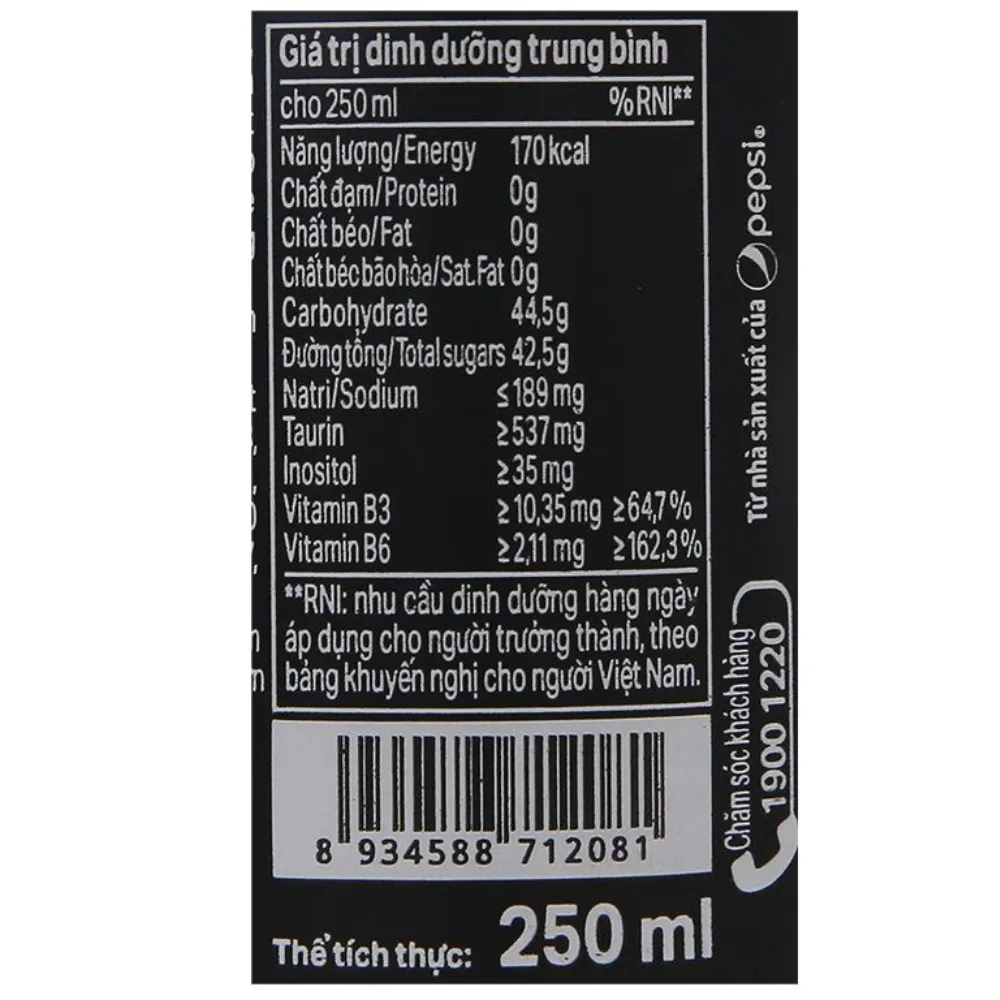 Giá trị dinh dưỡng trung bình
cho 250 ml %RNI**
Năng lượng/Energy 170 kcal
Chất đạm/Protein 0g
Chất béo/Fat 0g
Chất béc bão hòa/Sat. Fat 0g
Carbohydrate 44,5g
Đường tổng/Total sugars 42,5g
Natri/Sodium ≤ 189 mg
Taurin ≥ 537 mg
Inositol ≥ 35 mg
Vitamin B3 ≥ 10,35 mg ≥ 64,7%
Vitamin B6 ≥ 2,11 mg ≥ 162,3%
**RNI: nhu cầu dinh dưỡng hàng ngày
áp dụng cho người trưởng thành, theo
bảng khuyến nghị cho người Việt Nam.
8 934588 712081
Thể tích thực: 250 ml
Từ nhà sản xuất của pepsi®
Chăm sóc khách hàng
1900 1220